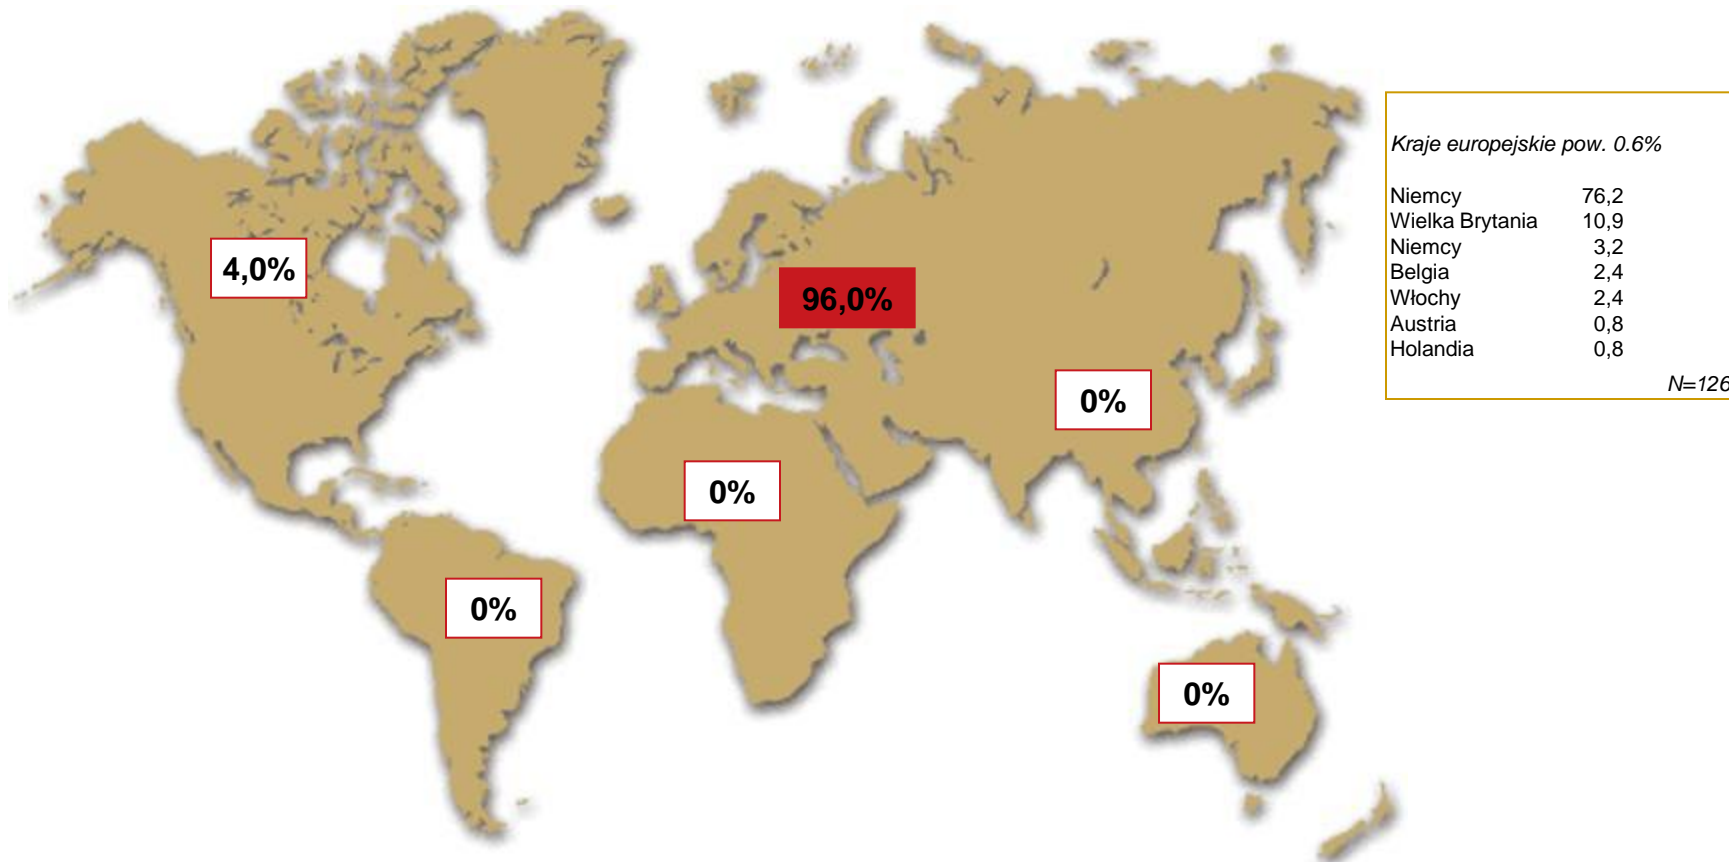 Kraje europejskie pow. 0.6%
Niemcy 76,2
Wielka Brytania 10,9
Niemcy 3,2
Belgia 2,4
Włochy 2,4
Austria 0,8
Holandia 0,8
N=126
4,0%
96,0%
0%
0%
0%
0%